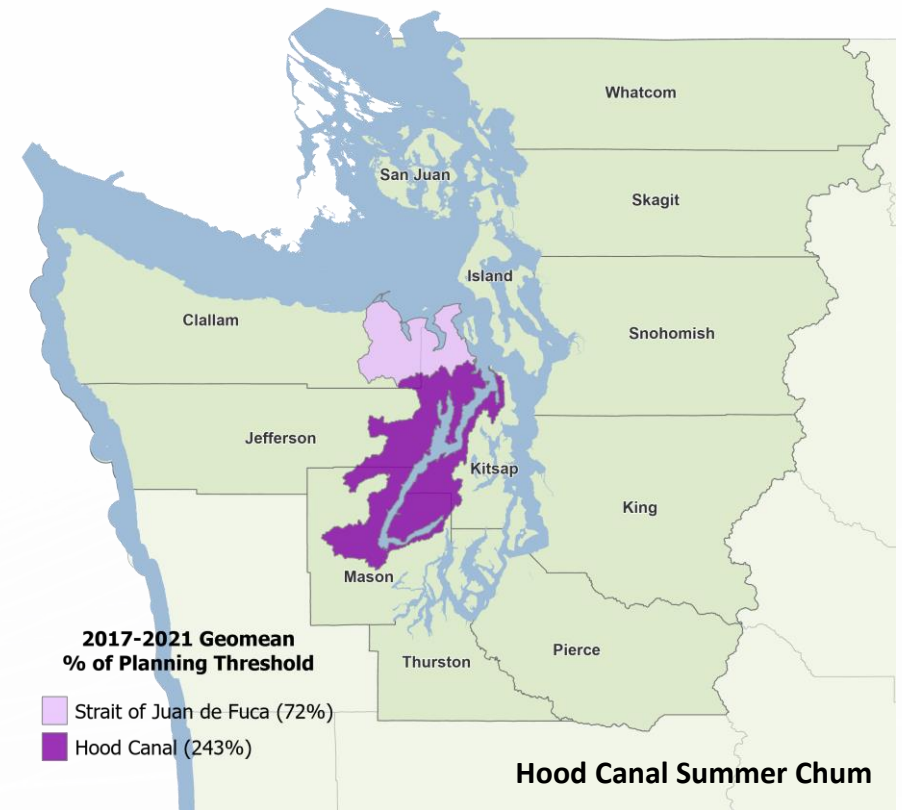 Whatcom
San Juan
Skagit
Island
Clallam
Snohomish
Jefferson
Kitsap
King
Mason
2017-2021 Geomean
% of Planning Threshold
Thurston
Pierce
Strait of Juan de Fuca (72%)
Hood Canal (243%)
Hood Canal Summer Chum